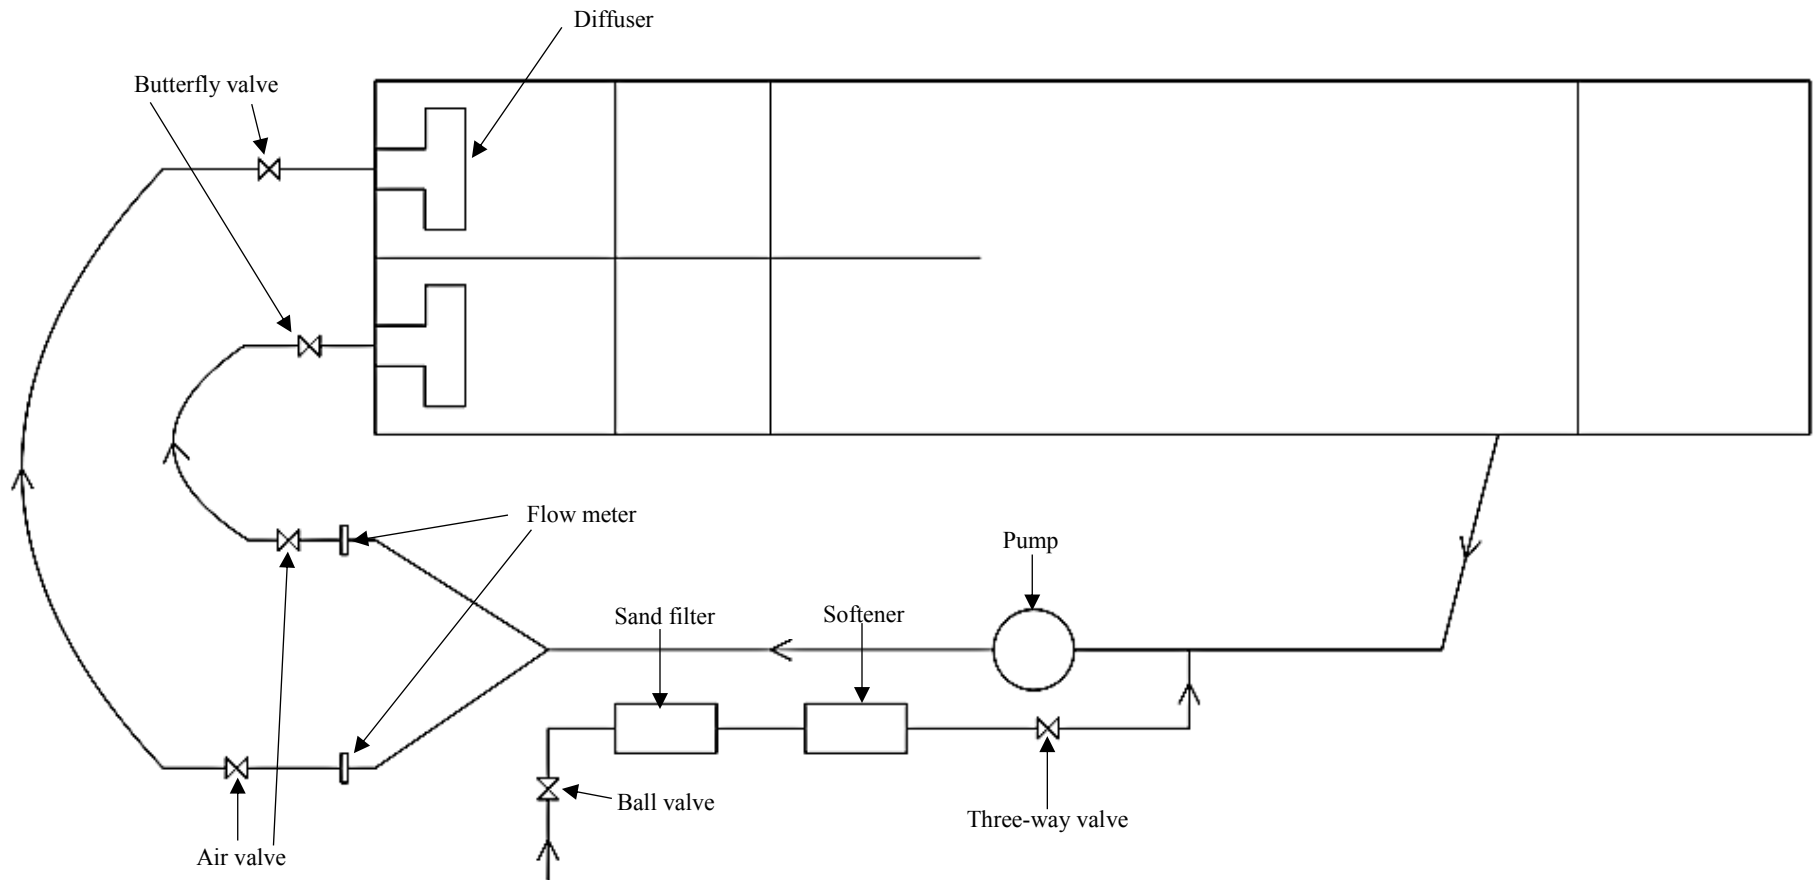 Diffuser
Butterfly valve
Flow meter
Pump
Sand filter
Softener
Ball valve
Three-way valve
Air valve